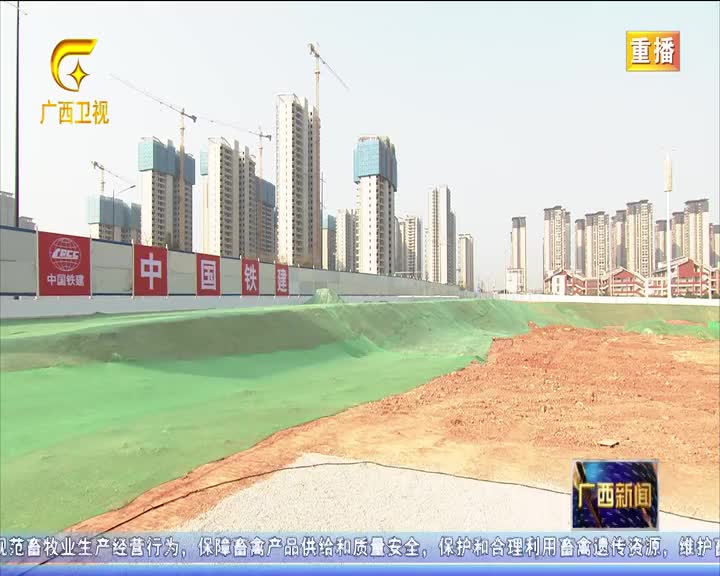 广西卫视
重播
CRCC
中国铁建
中国铁建
广西新闻
规范畜牧业生产经营行为，保障畜禽产品供给和质量安全，保护和合理利用畜禽遗传资源，维护